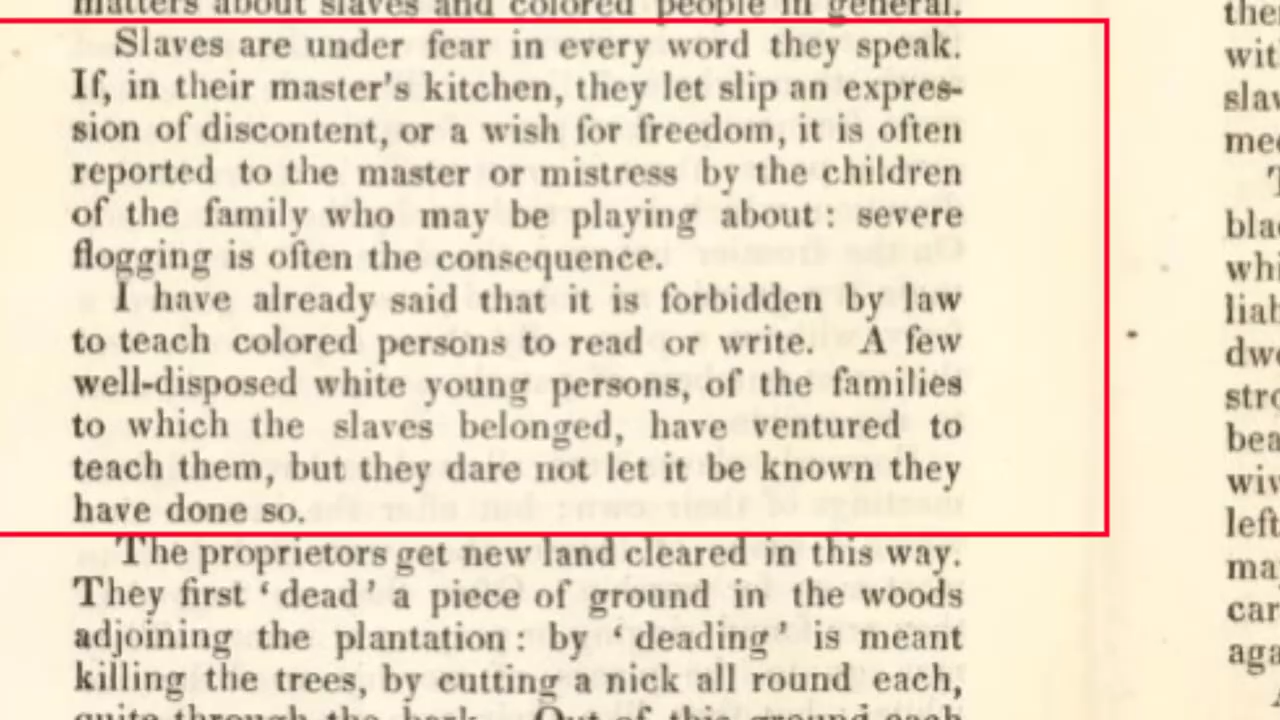 matters about slaves and colored people in general.
Slaves are under fear in every word they speak.
If, in their master's kitchen, they let slip an expres-
sion of discontent, or a wish for freedom, it is often
reported to the master or mistress by the children
of the family who may be playing about: severe
flogging is often the consequence.
I have already said that it is forbidden by law
to teach colored persons to read or write. A few
well-disposed white young persons, of the families
to which the slaves belonged, have ventured to
teach them, but they dare not let it be known they
have done so.
The proprietors get new land cleared in this way.
They first ‘dead’ a piece of ground in the woods
adjoining the plantation: by ‘deading’ is meant
killing the trees, by cutting a nick all round each,
quite through the bark. Out of this ground each